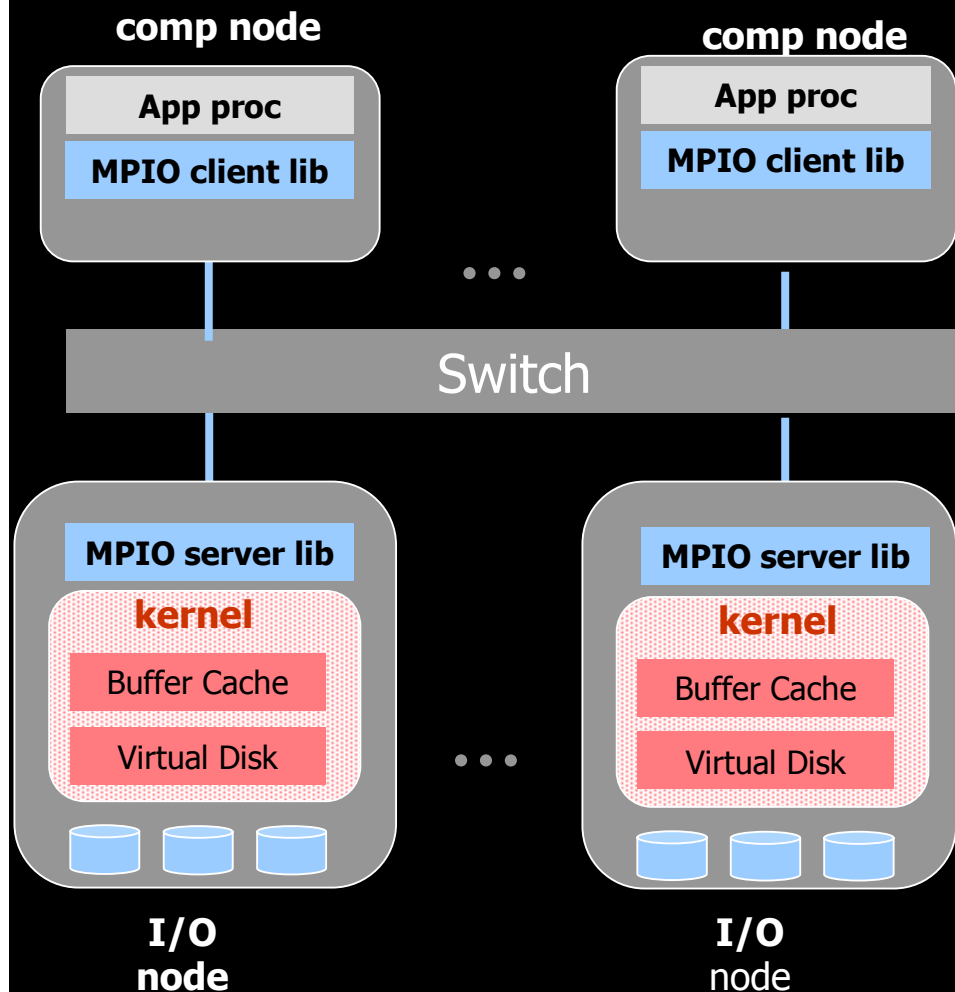 comp node
comp node
App proc
App proc
MPIO client lib
MPIO client lib
Switch
MPIO server lib
MPIO server lib
kernel
kernel
Buffer Cache
Buffer Cache
Virtual Disk
Virtual Disk
I/O
node
I/O
node